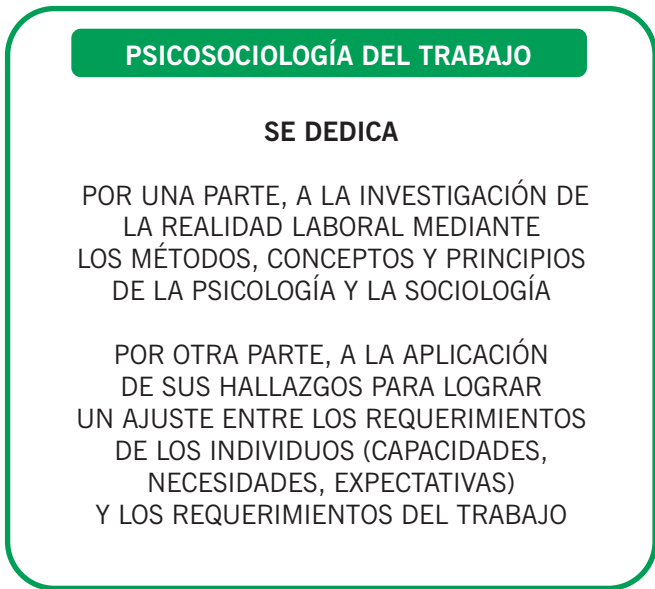 PSICOSOCIOLOGÍA DEL TRABAJO
SE DEDICA
POR UNA PARTE, A LA INVESTIGACIÓN DE
LA REALIDAD LABORAL MEDIANTE
LOS MÉTODOS, CONCEPTOS Y PRINCIPIOS
DE LA PSICOLOGÍA Y LA SOCIOLOGÍA
POR OTRA PARTE, A LA APLICACIÓN
DE SUS HALLAZGOS PARA LOGRAR
UN AJUSTE ENTRE LOS REQUERIMIENTOS
DE LOS INDIVIDUOS (CAPACIDADES,
NECESIDADES, EXPECTATIVAS)
Y LOS REQUERIMIENTOS DEL TRABAJO